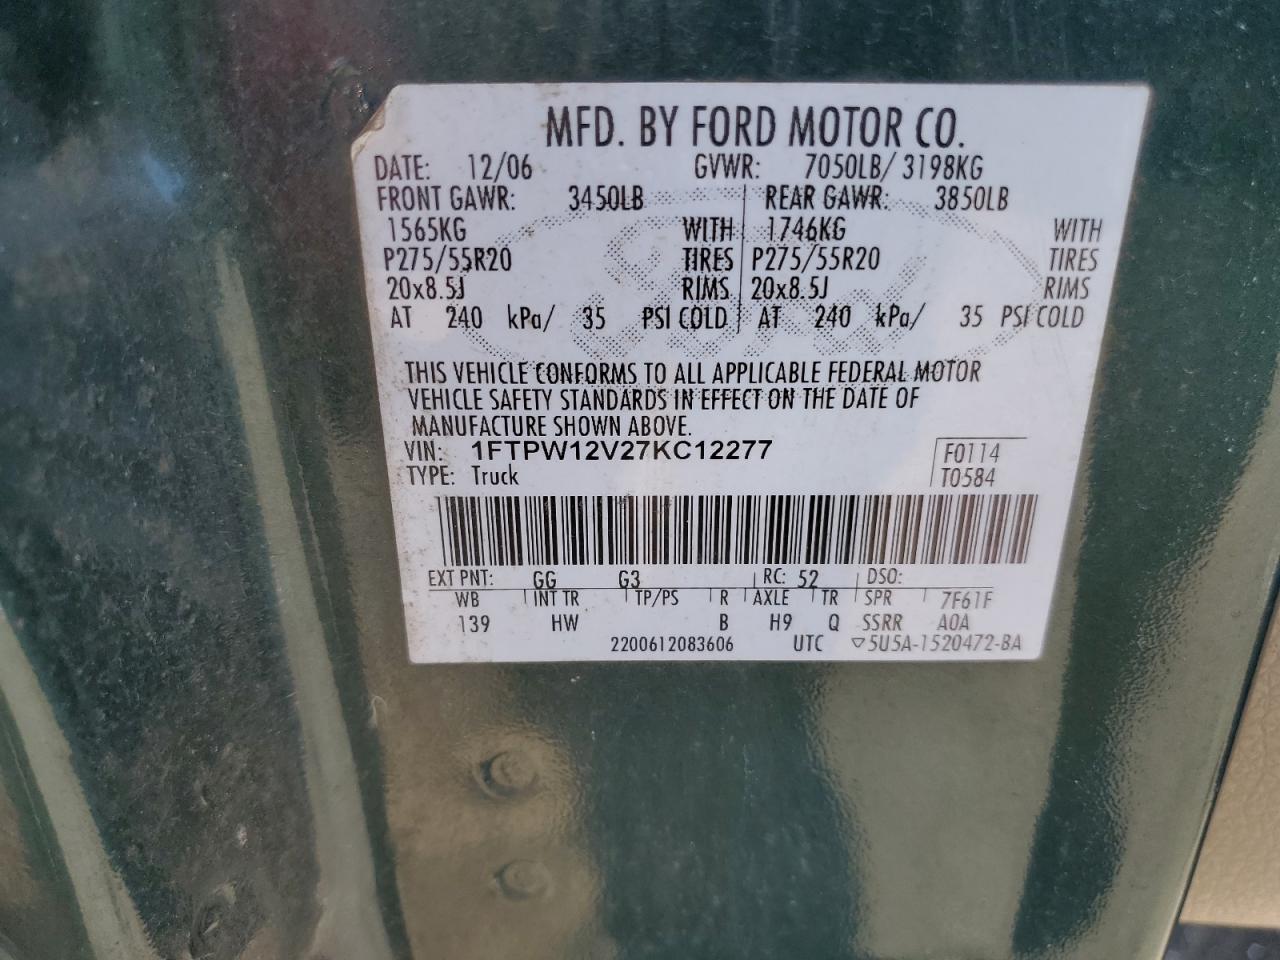 MFD. BY FORD MOTOR CO.
DATE: 12/06 GVWR: 7050LB/ 3198KG
FRONT GAWR: 3450LB REAR GAWR: 3850LB
1565KG WITH 1746KG WITH
P275/55R20 TIRES P275/55R20 TIRES
20x8.5J RIMS 20x8.5J RIMS
AT 240 kPa/ 35 PSI COLD AT 240 kPa/ 35 PSI COLD
THIS VEHICLE CONFORMS TO ALL APPLICABLE FEDERAL MOTOR
VEHICLE SAFETY STANDARDS IN EFFECT ON THE DATE OF
MANUFACTURE SHOWN ABOVE.
VIN: 1FTPW12V27KC12277 F0114
TYPE: Truck T0584
EXT PNT: GG G3 RC: 52 DSO:
WB INT TR TP/PS R AXLE TR SPR 7F61F
139 HW B H9 Q SSRR A0A
2200612083606 UTC ▽5U5A-1520472-BA